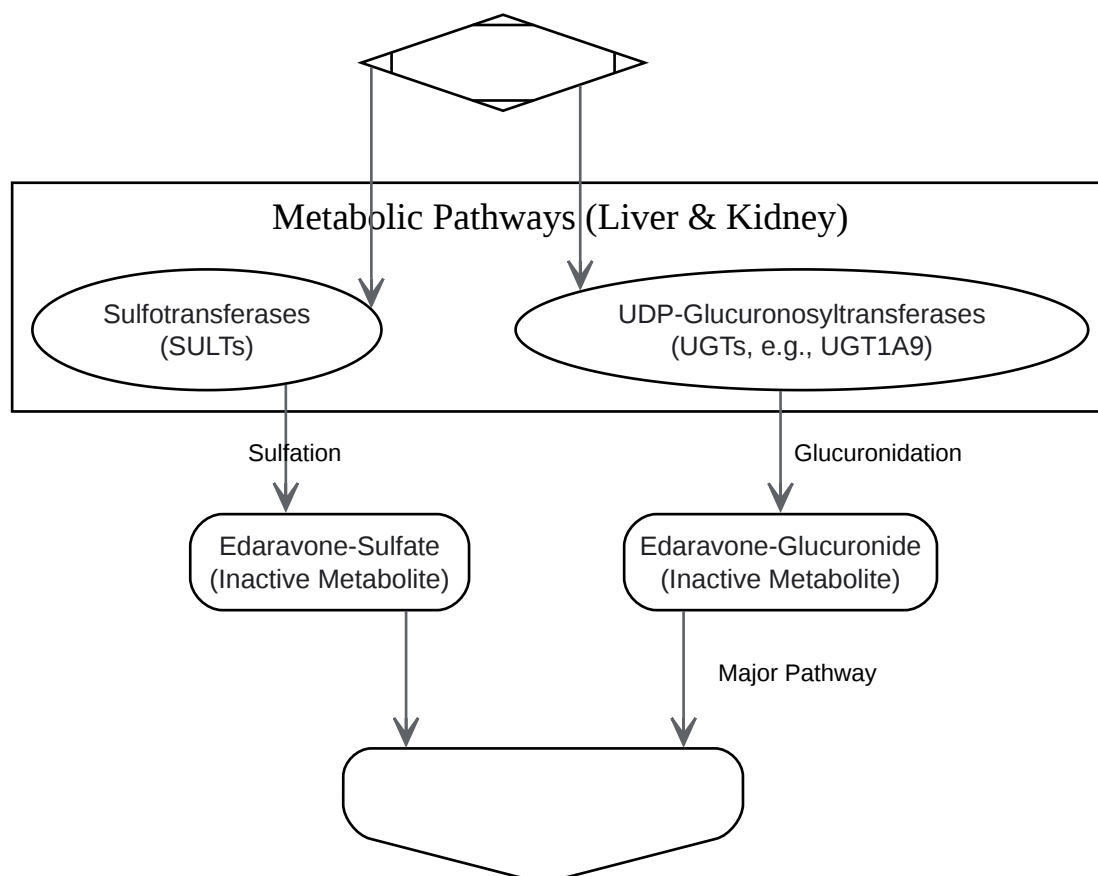 Metabolic Pathways (Liver & Kidney)
Sulfotransferases
(SULTs)
UDP-Glucuronosyltransferases
(UGTs, e.g., UGT1A9)
Sulfation
Glucuronidation
Edaravone-Sulfate
(Inactive Metabolite)
Edaravone-Glucuronide
(Inactive Metabolite)
Major Pathway